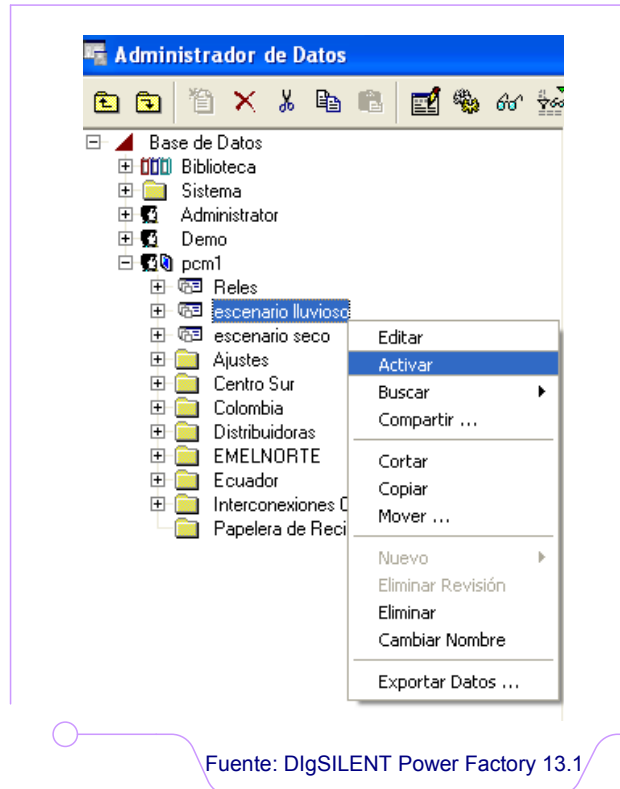 Administrador de Datos
Base de Datos
Biblioteca
Sistema
Administrator
Demo
pcm1
Reles
escenario lluvioso
escenario seco
Ajustes
Centro Sur
Colombia
Distribuidoras
EMELNORTE
Ecuador
Interconexiones
Papelera de
Editar
Activar
Buscar
Compartir ...
Cortar
Copiar
Mover ...
Nuevo
Eliminar Revisión
Eliminar
Cambiar Nombre
Exportar Datos ...
Fuente: DIgSILENT Power Factory 13.1